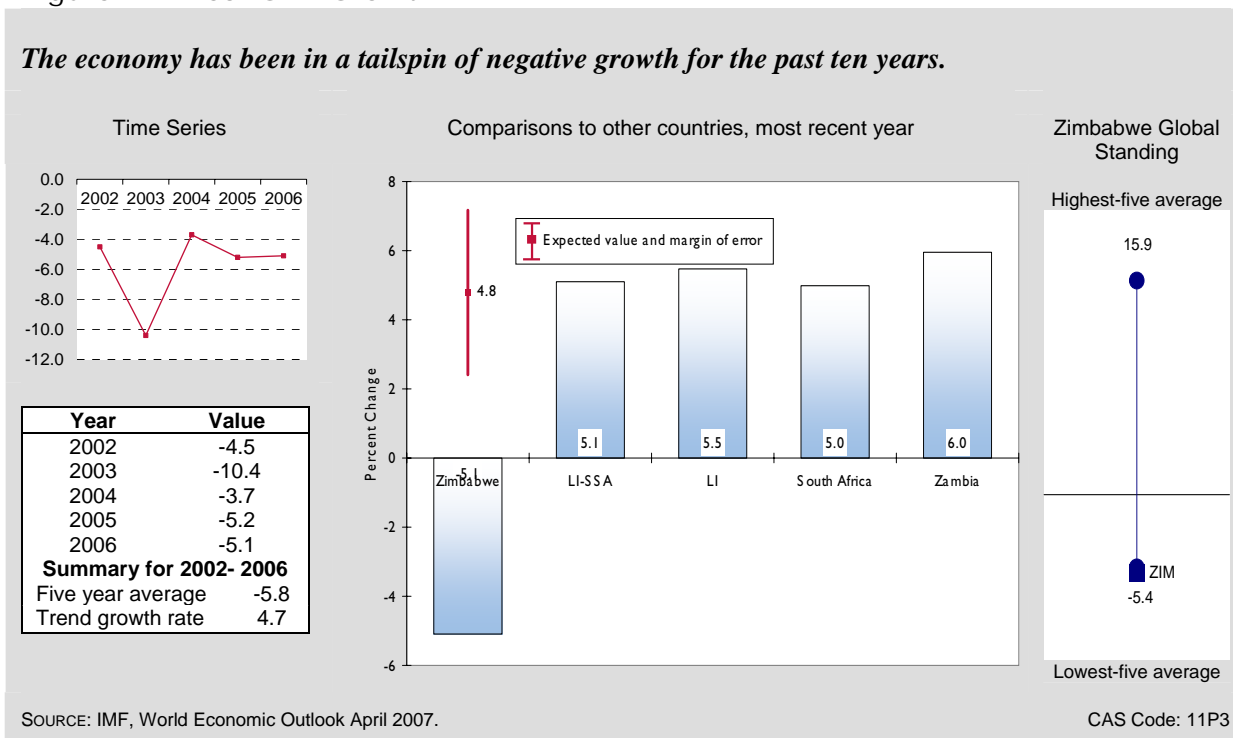 The economy has been in a tailspin of negative growth for the past ten years.
Time Series
0.0
-2.0
-4.0
-6.0
-8.0
-10.0
-12.0
2002 2003 2004 2005 2006
Year Value
2002 -4.5
2003 -10.4
2004 -3.7
2005 -5.2
2006 -5.1
Summary for 2002- 2006
Five year average -5.8
Trend growth rate 4.7
Comparisons to other countries, most recent year
Percent Change
8
6
4
2
0
-2
-4
-6
Expected value and margin of error
4.8
5.1
5.5
5.0
6.0
-5.1
Zimbabwe LI-SSA LI South Africa Zambia
Zimbabwe Global
Standing
Highest-five average
15.9
ZIM
-5.4
Lowest-five average
SOURCE: IMF, World Economic Outlook April 2007.
CAS Code: 11P3